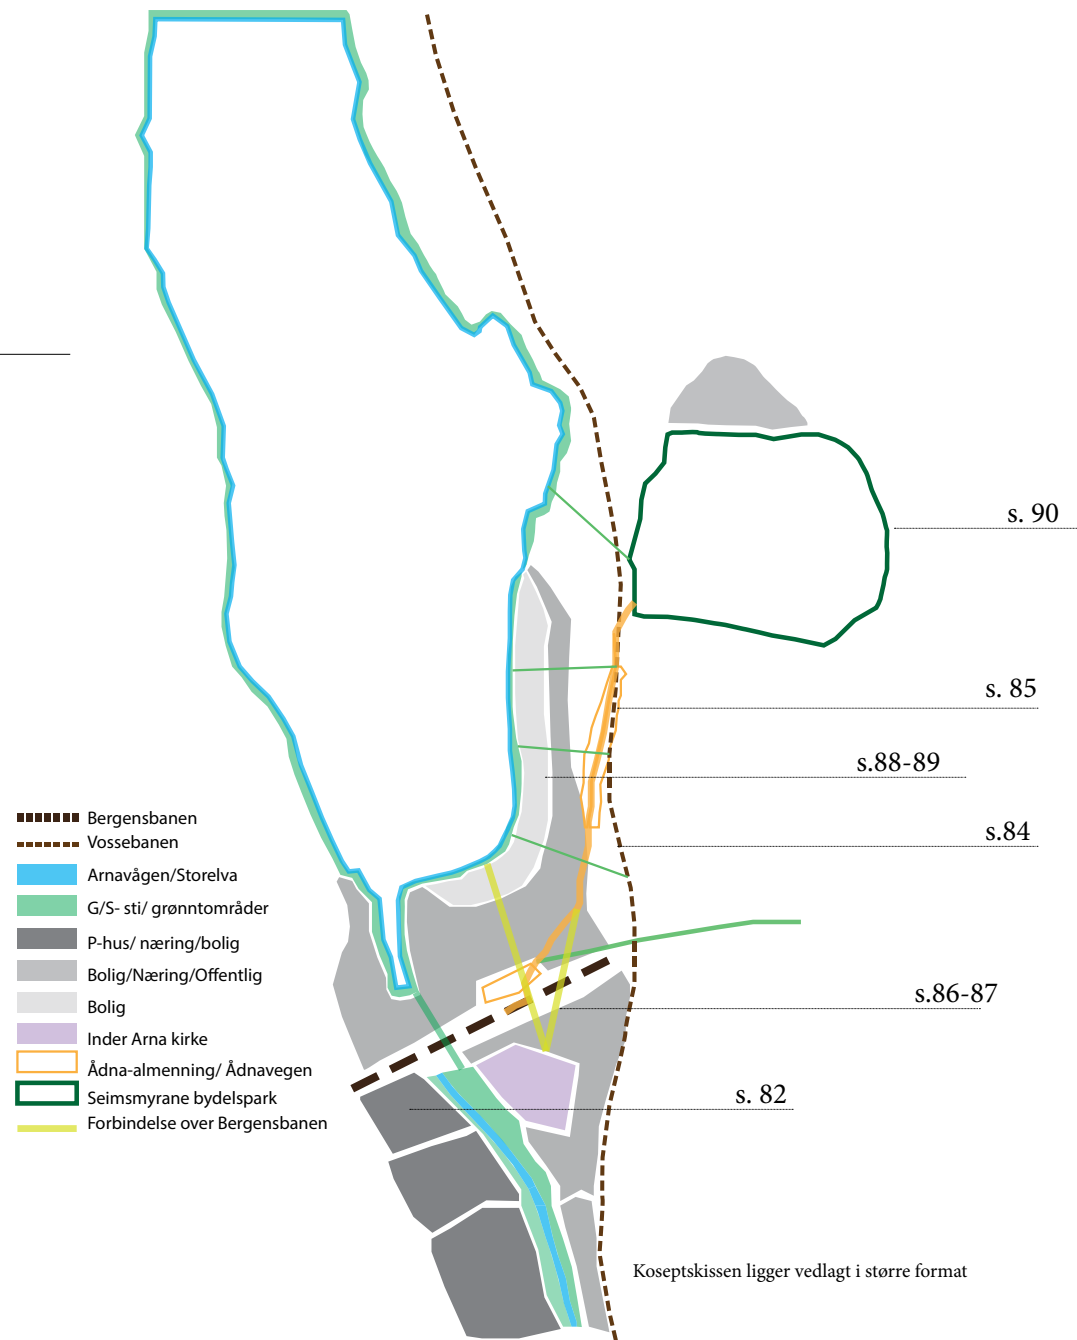 s. 90
s. 85
s.88-89
s.84
s.86-87
s. 82
Bergensbanen
Vossebanen
Arnavågen/Storelva
G/S- sti/ grønntområder
P-hus/ næring/bolig
Bolig/Næring/Offentlig
Bolig
Inder Arna kirke
Ådna-almenning/ Ådnavegen
Seimsmyrane bydelspark
Forbindelse over Bergensbanen
Koseptskissen ligger vedlagt i større format